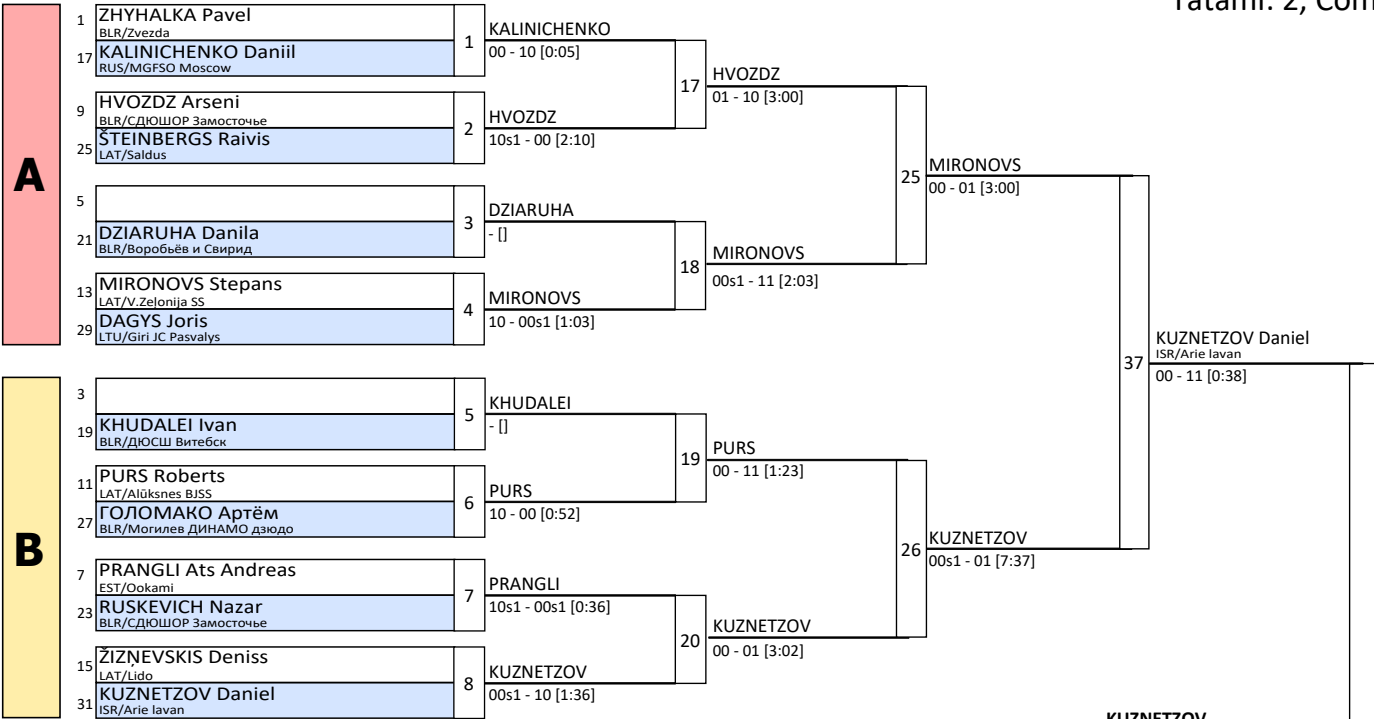 Tatami: 2, Com
1 ZHYHALKA Pavel
BLR/Zvezda
17 KALINICHENKO Daniil
RUS/MGFSO Moscow
1
KALINICHENKO
00 - 10 [0:05]
9 HVOZDZ Arseni
BLR/СДЮШОР Замосточье
25 ŠTEINBERGS Raivis
LAT/Saldus
2
HVOZDZ
10s1 - 00 [2:10]
17
HVOZDZ
01 - 10 [3:00]
A
5
21 DZIARUHA Danila
BLR/Воробьёв и Свирид
3
DZIARUHA
- []
13 MIRONOVS Stepans
LAT/V.Zeļonija SS
29 DAGYS Joris
LTU/Giri JC Pasvalys
4
MIRONOVS
10 - 00s1 [1:03]
18
MIRONOVS
00s1 - 11 [2:03]
25
MIRONOVS
00 - 01 [3:00]
3
19 KHUDALEI Ivan
BLR/ДЮСШ Витебск
5
KHUDALEI
- []
11 PURS Roberts
LAT/Alūksnes BJSS
27 ГОЛОМАКО Артём
BLR/Могилев ДИНАМО дзюдо
6
PURS
10 - 00 [0:52]
19
PURS
00 - 11 [1:23]
B
7 PRANGLI Ats Andreas
EST/Ookami
23 RUSKEVICH Nazar
BLR/СДЮШОР Замосточье
7
PRANGLI
10s1 - 00s1 [0:36]
15 ŽIZŅEVSKIS Deniss
LAT/Lido
31 KUZNETZOV Daniel
ISR/Arie lavan
8
KUZNETZOV
00s1 - 10 [1:36]
20
KUZNETZOV
00 - 01 [3:02]
26
KUZNETZOV
00s1 - 01 [7:37]
37
KUZNETZOV Daniel
ISR/Arie lavan
00 - 11 [0:38]
KUZNETZOV